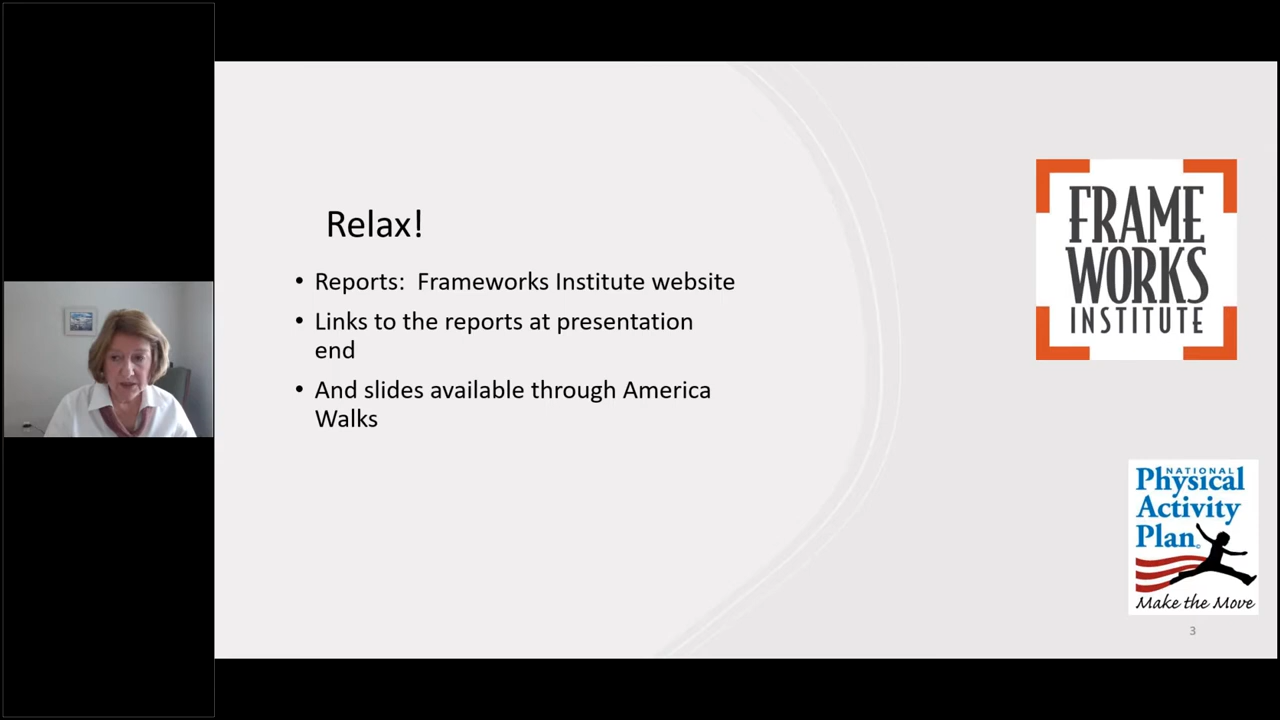 Relax!
• Reports:  Frameworks Institute website
• Links to the reports at presentation
end
• And slides available through America
Walks
FRAME
WORKS
INSTITUTE
NATIONAL
Physical
Activity
Plan©
Make the Move
3